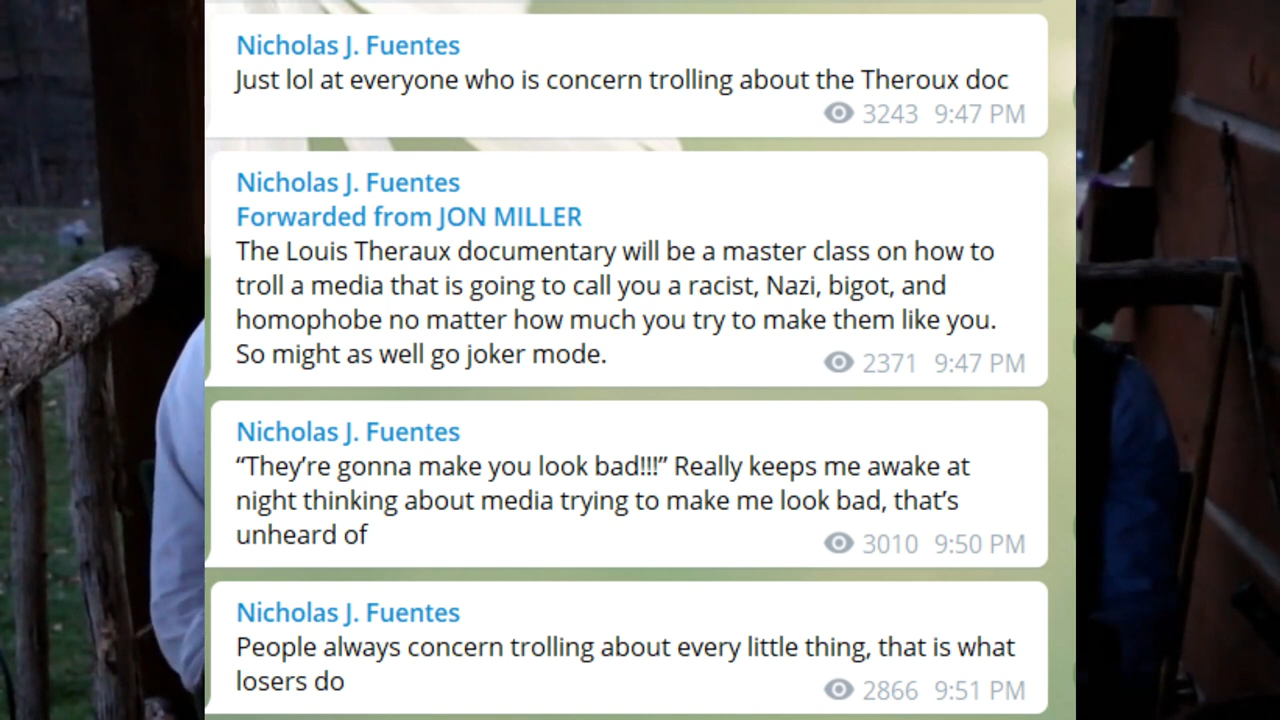 Nicholas J. Fuentes
Just lol at everyone who is concern trolling about the Theroux doc
3243 9:47 PM
Nicholas J. Fuentes
Forwarded from JON MILLER
The Louis Theraux documentary will be a master class on how to
troll a media that is going to call you a racist, Nazi, bigot, and
homophobe no matter how much you try to make them like you.
So might as well go joker mode.
2371 9:47 PM
Nicholas J. Fuentes
“They’re gonna make you look bad!!!” Really keeps me awake at
night thinking about media trying to make me look bad, that’s
unheard of
3010 9:50 PM
Nicholas J. Fuentes
People always concern trolling about every little thing, that is what
losers do
2866 9:51 PM